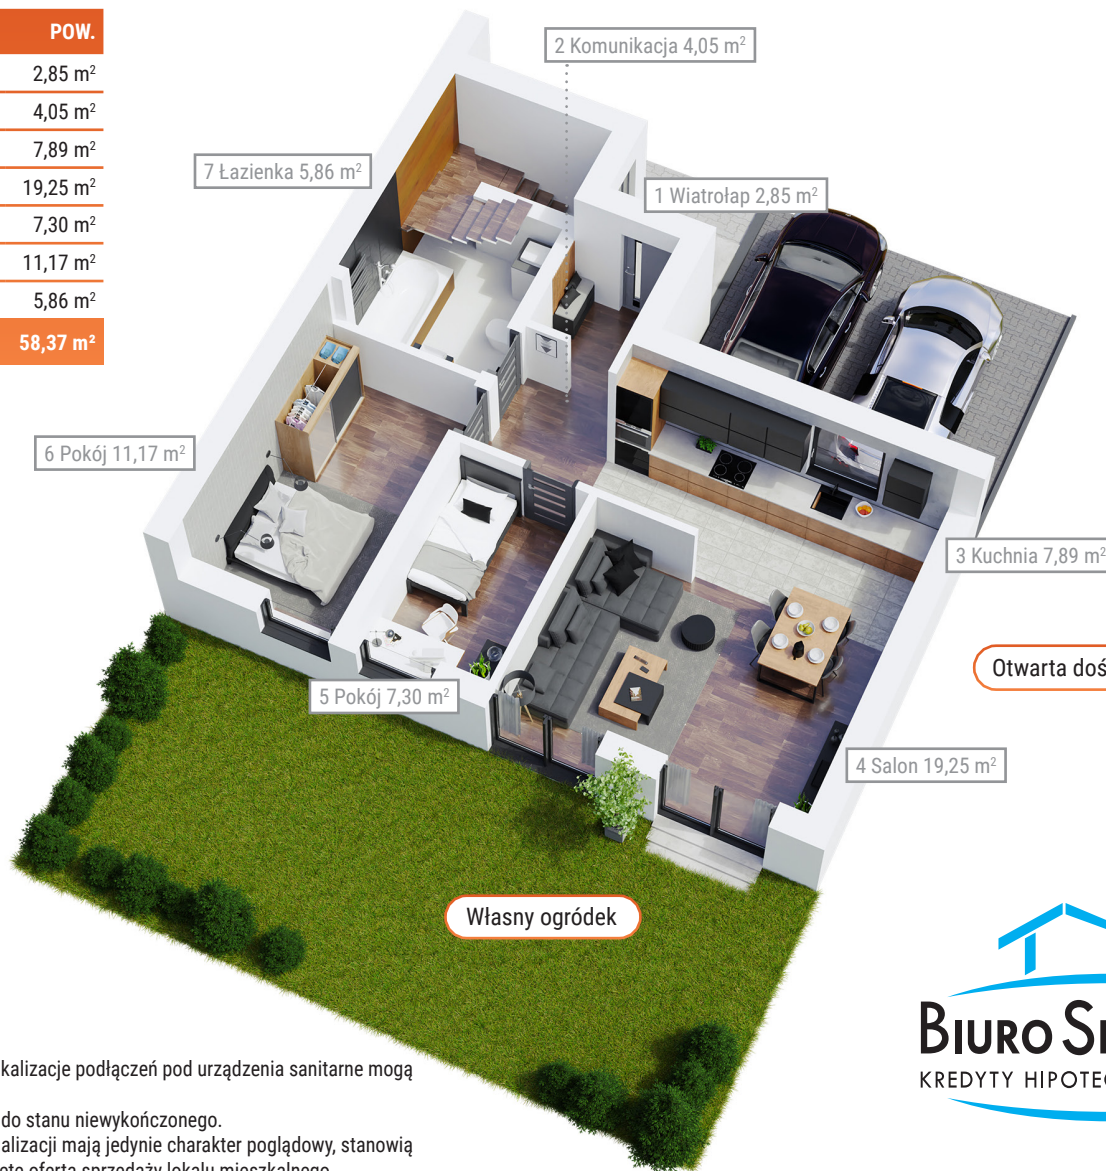 POW.
2,85 m²
4,05 m²
7,89 m²
19,25 m²
7,30 m²
11,17 m²
5,86 m²
58,37 m²
2 Komunikacja 4,05 m²
7 Łazienka 5,86 m²
1 Wiatrołap 2,85 m²
6 Pokój 11,17 m²
3 Kuchnia 7,89 m²
Otwarta doś
5 Pokój 7,30 m²
4 Salon 19,25 m²
Własny ogródek
kalizacje podłączeń pod urządzenia sanitarne mogą
do stanu niewykończonego.
alizacji mają jedynie charakter poglądowy, stanowią
ofertą sprzedaży lokalu mieszkalnego
BIURO S
KREDYTY HIPOTE